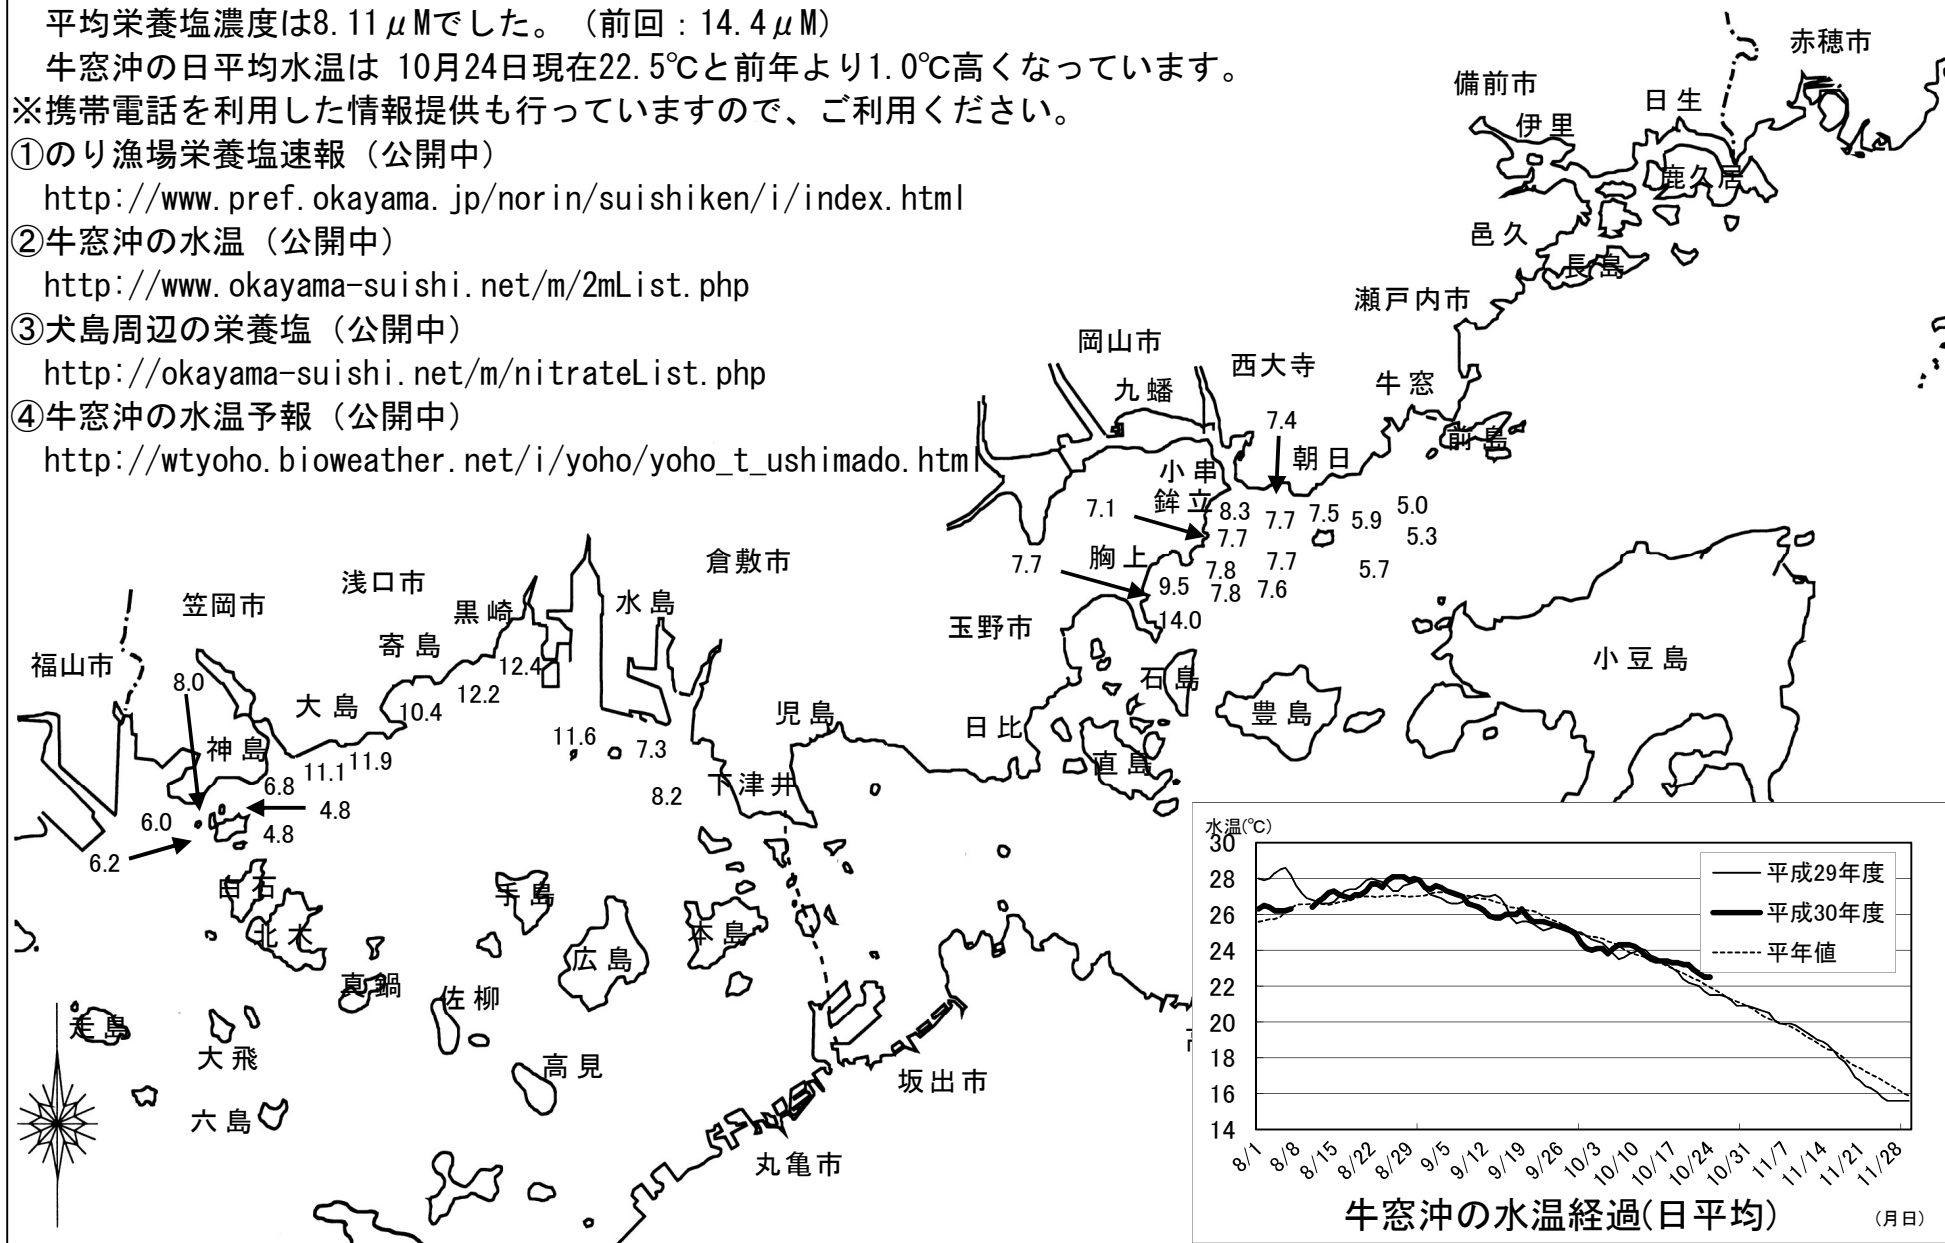 平均栄養塩濃度は8.11μMでした。（前回：14.4μM）
牛窓沖の日平均水温は 10月24日現在22.5℃と前年より1.0℃高くなっています。
※携帯電話を利用した情報提供も行っていますので、ご利用ください。
①のり漁場栄養塩速報（公開中）
http://www.pref.okayama.jp/norin/suishiken/i/index.html
②牛窓沖の水温（公開中）
http://www.okayama-suishi.net/m/2mList.php
③犬島周辺の栄養塩（公開中）
http://okayama-suishi.net/m/nitrateList.php
④牛窓沖の水温予報（公開中）
http://wtyoho.bioweather.net/i/yoho/yoho_t_ushimado.html
赤穂市
備前市
日生
伊里
鹿久居
邑久
長島
瀬戸内市
岡山市
西大寺
九蟠
牛窓
7.4
前島
朝日
小串
鉾立
7.1
8.3
7.7
7.5
5.9
5.0
7.7
5.3
胸上
7.7
7.8
7.7
5.7
9.5
7.8
7.6
14.0
玉野市
石島
小豆島
豊島
日比
直島
倉敷市
浅口市
笠岡市
黒崎
水島
寄島
福山市
8.0
12.4
12.2
大島
10.4
児島
神島
11.6
7.3
11.9
11.1
6.8
下津井
8.2
4.8
6.0
4.8
6.2
白石
手島
北木
本島
広島
真鍋
佐柳
走島
大飛
高見
坂出市
六島
丸亀市
水温(℃)
30
28
26
24
22
20
18
16
14
平成29年度
平成30年度
平年値
8/1
8/8
8/15
8/22
8/29
9/5
9/12
9/19
9/26
10/3
10/10
10/17
10/24
10/31
11/7
11/14
11/21
11/28
牛窓沖の水温経過(日平均)
(月日)